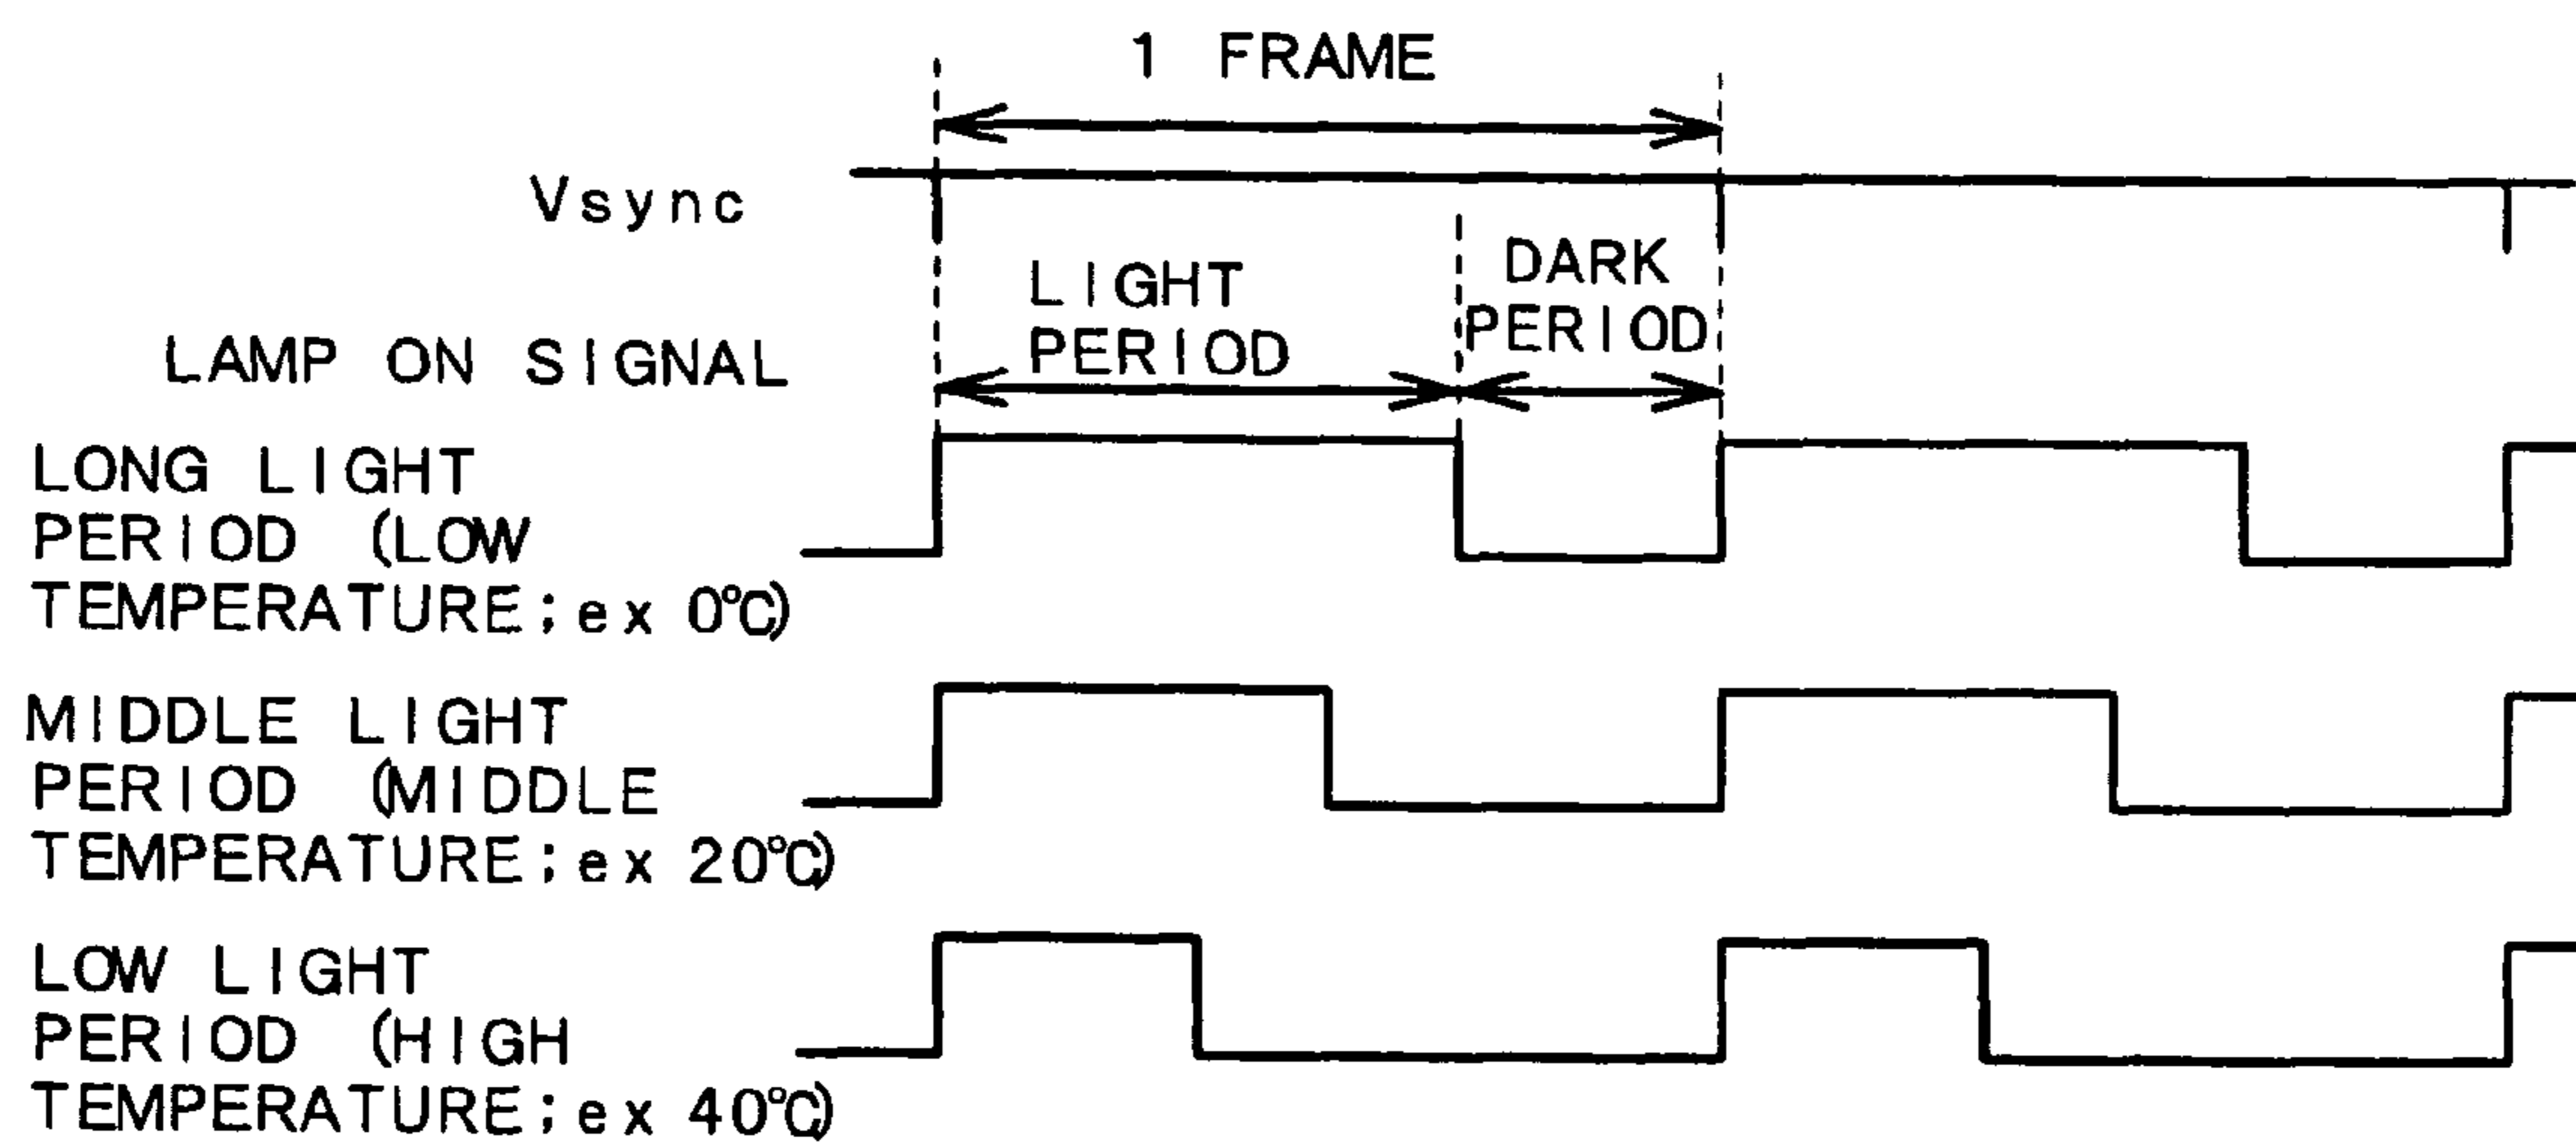 1 FRAME
Vsync
LIGHT
PERIOD
DARK
PERIOD
LAMP ON SIGNAL
LONG LIGHT
PERIOD (LOW
TEMPERATURE;ex 0℃)
MIDDLE LIGHT
PERIOD (MIDDLE
TEMPERATURE;ex 20℃)
LOW LIGHT
PERIOD (HIGH
TEMPERATURE;ex 40℃)